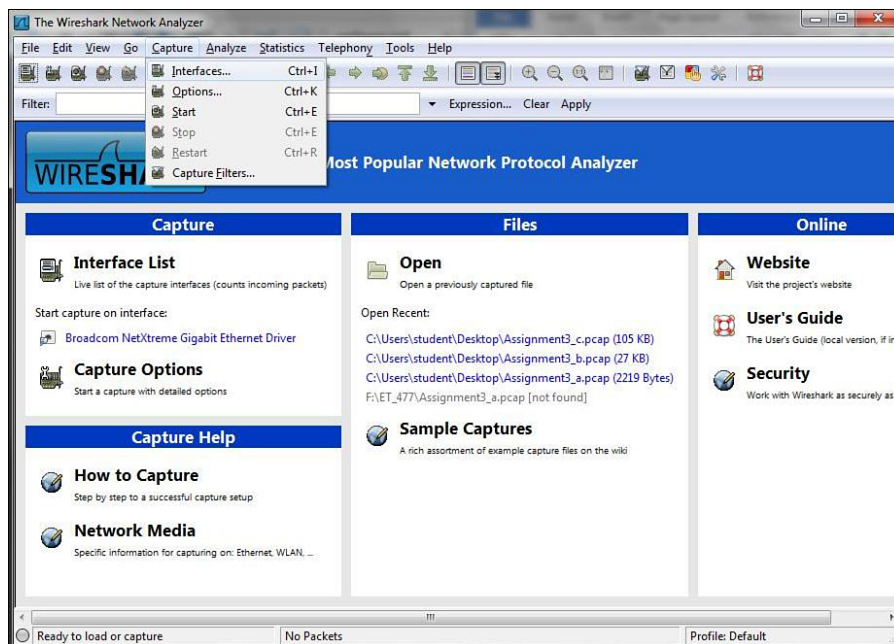 The Wireshark Network Analyzer
File Edit View Go Capture Analyze Statistics Telephony Tools Help
Interfaces... Ctrl+I
Options... Ctrl+K
Start Ctrl+E
Stop Ctrl+E
Restart Ctrl+R
Capture Filters...
Filter: Expression... Clear Apply
WIRESHA
Most Popular Network Protocol Analyzer
Capture
Interface List
Live list of the capture interfaces (counts incoming packets)
Start capture on interface:
Broadcom NetXtreme Gigabit Ethernet Driver
Capture Options
Start a capture with detailed options
Capture Help
How to Capture
Step by step to a successful capture setup
Network Media
Specific information for capturing on: Ethernet, WLAN, ...
Files
Open
Open a previously captured file
Open Recent:
C:\Users\student\Desktop\Assignment3_c.pcap (105 KB)
C:\Users\student\Desktop\Assignment3_b.pcap (27 KB)
C:\Users\student\Desktop\Assignment3_a.pcap (2219 Bytes)
F:\ET_477\Assignment3_a.pcap [not found]
Sample Captures
A rich assortment of example capture files on the wiki
Online
Website
Visit the project's website
User's Guide
The User's Guide (local version, if in
Security
Work with Wireshark as securely as
Ready to load or capture No Packets Profile: Default